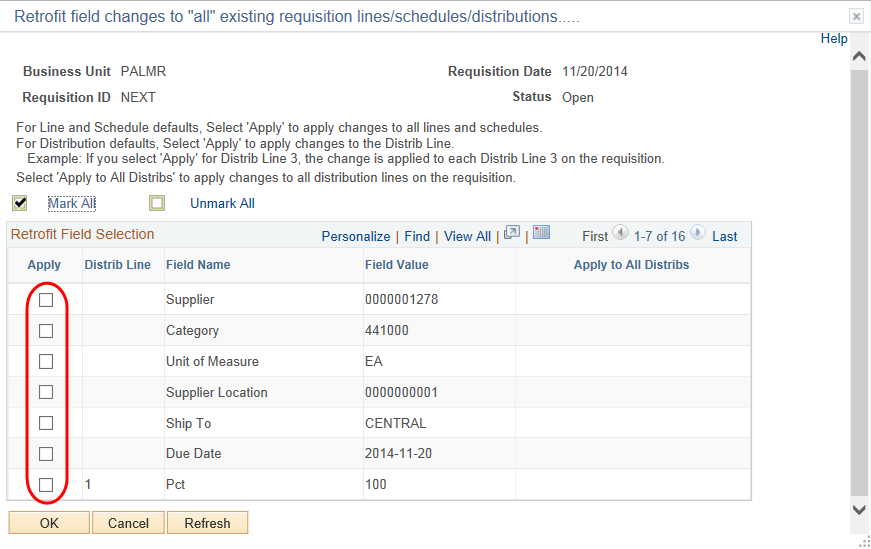 Retrofit field changes to "all" existing requisition lines/schedules/distributions.....
Help
Business Unit PALMR Requisition Date 11/20/2014
Requisition ID NEXT Status Open
For Line and Schedule defaults, Select 'Apply' to apply changes to all lines and schedules.
For Distribution defaults, Select 'Apply' to apply changes to the Distrib Line.
Example: If you select 'Apply' for Distrib Line 3, the change is applied to each Distrib Line 3 on the requisition.
Select 'Apply to All Distribs' to apply changes to all distribution lines on the requisition.
Mark All Unmark All
Retrofit Field Selection Personalize | Find | View All | | First 1-7 of 16 Last
Apply Distrib Line Field Name Field Value Apply to All Distribs
Supplier 0000001278
Category 441000
Unit of Measure EA
Supplier Location 0000000001
Ship To CENTRAL
Due Date 2014-11-20
1 Pct 100
OK Cancel Refresh